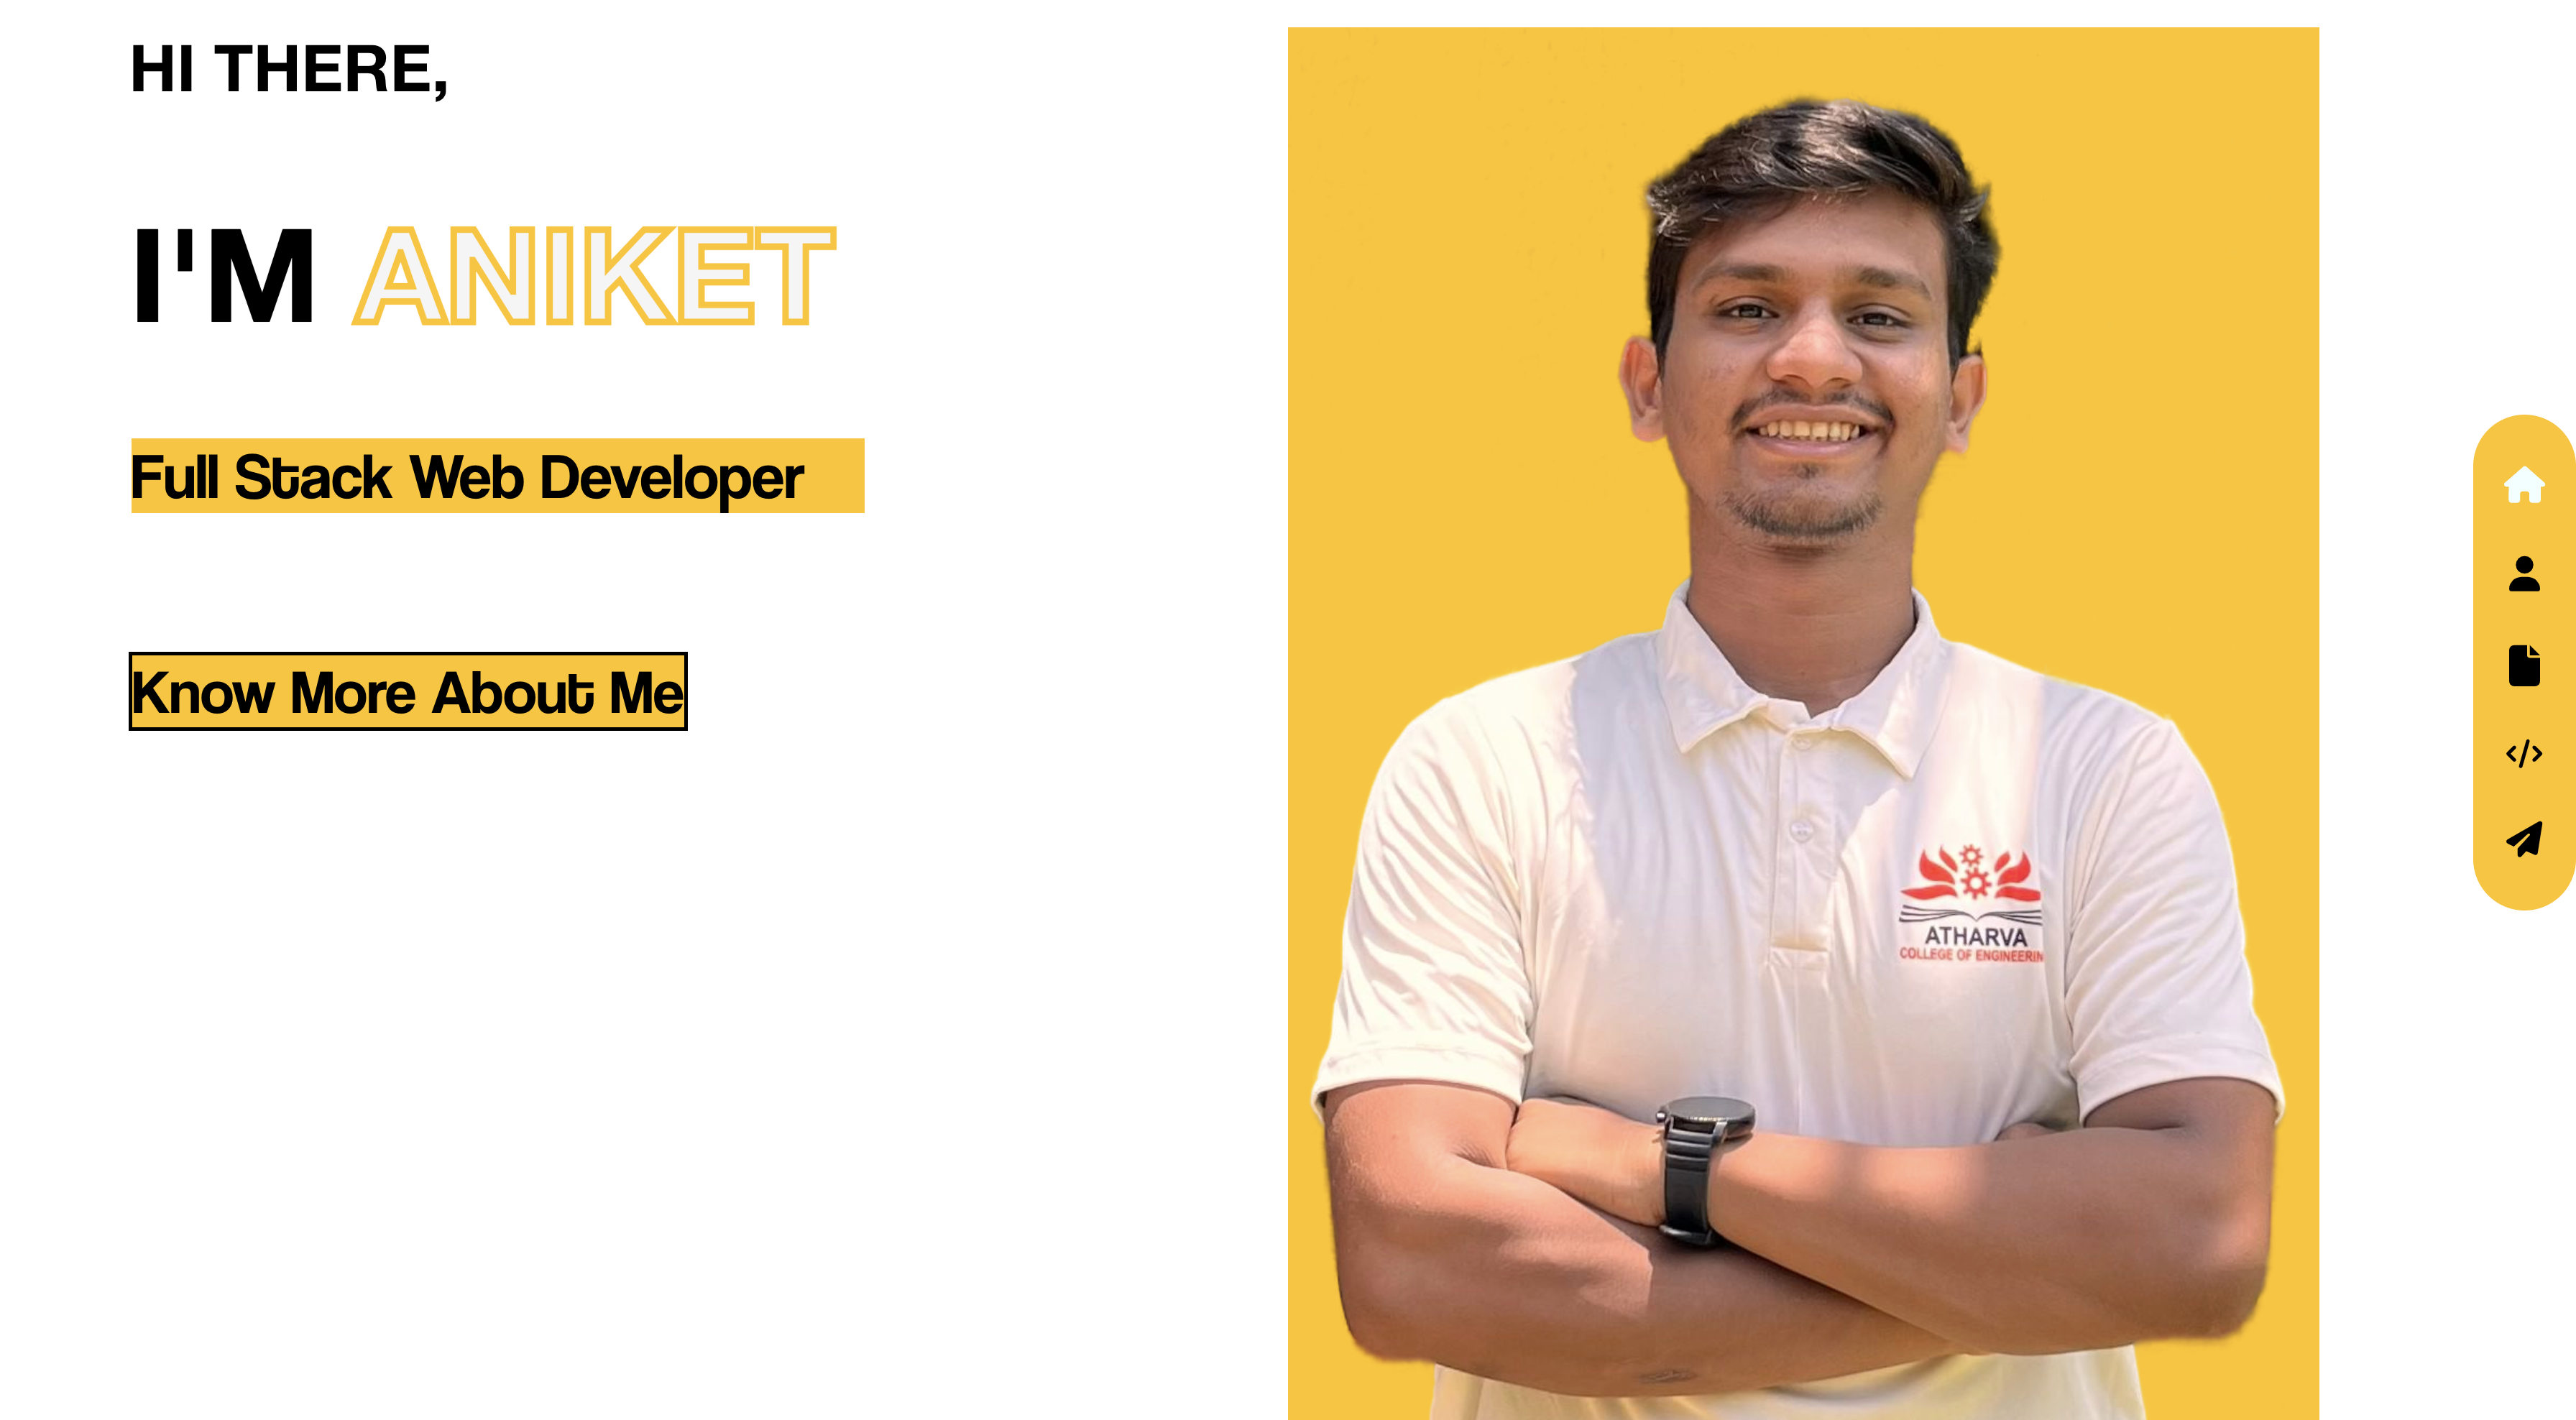 HI THERE,
I'M ANIKET
Full Stack Web Developer
Know More About Me
ATHARVA
COLLEGE OF ENGINEERIN